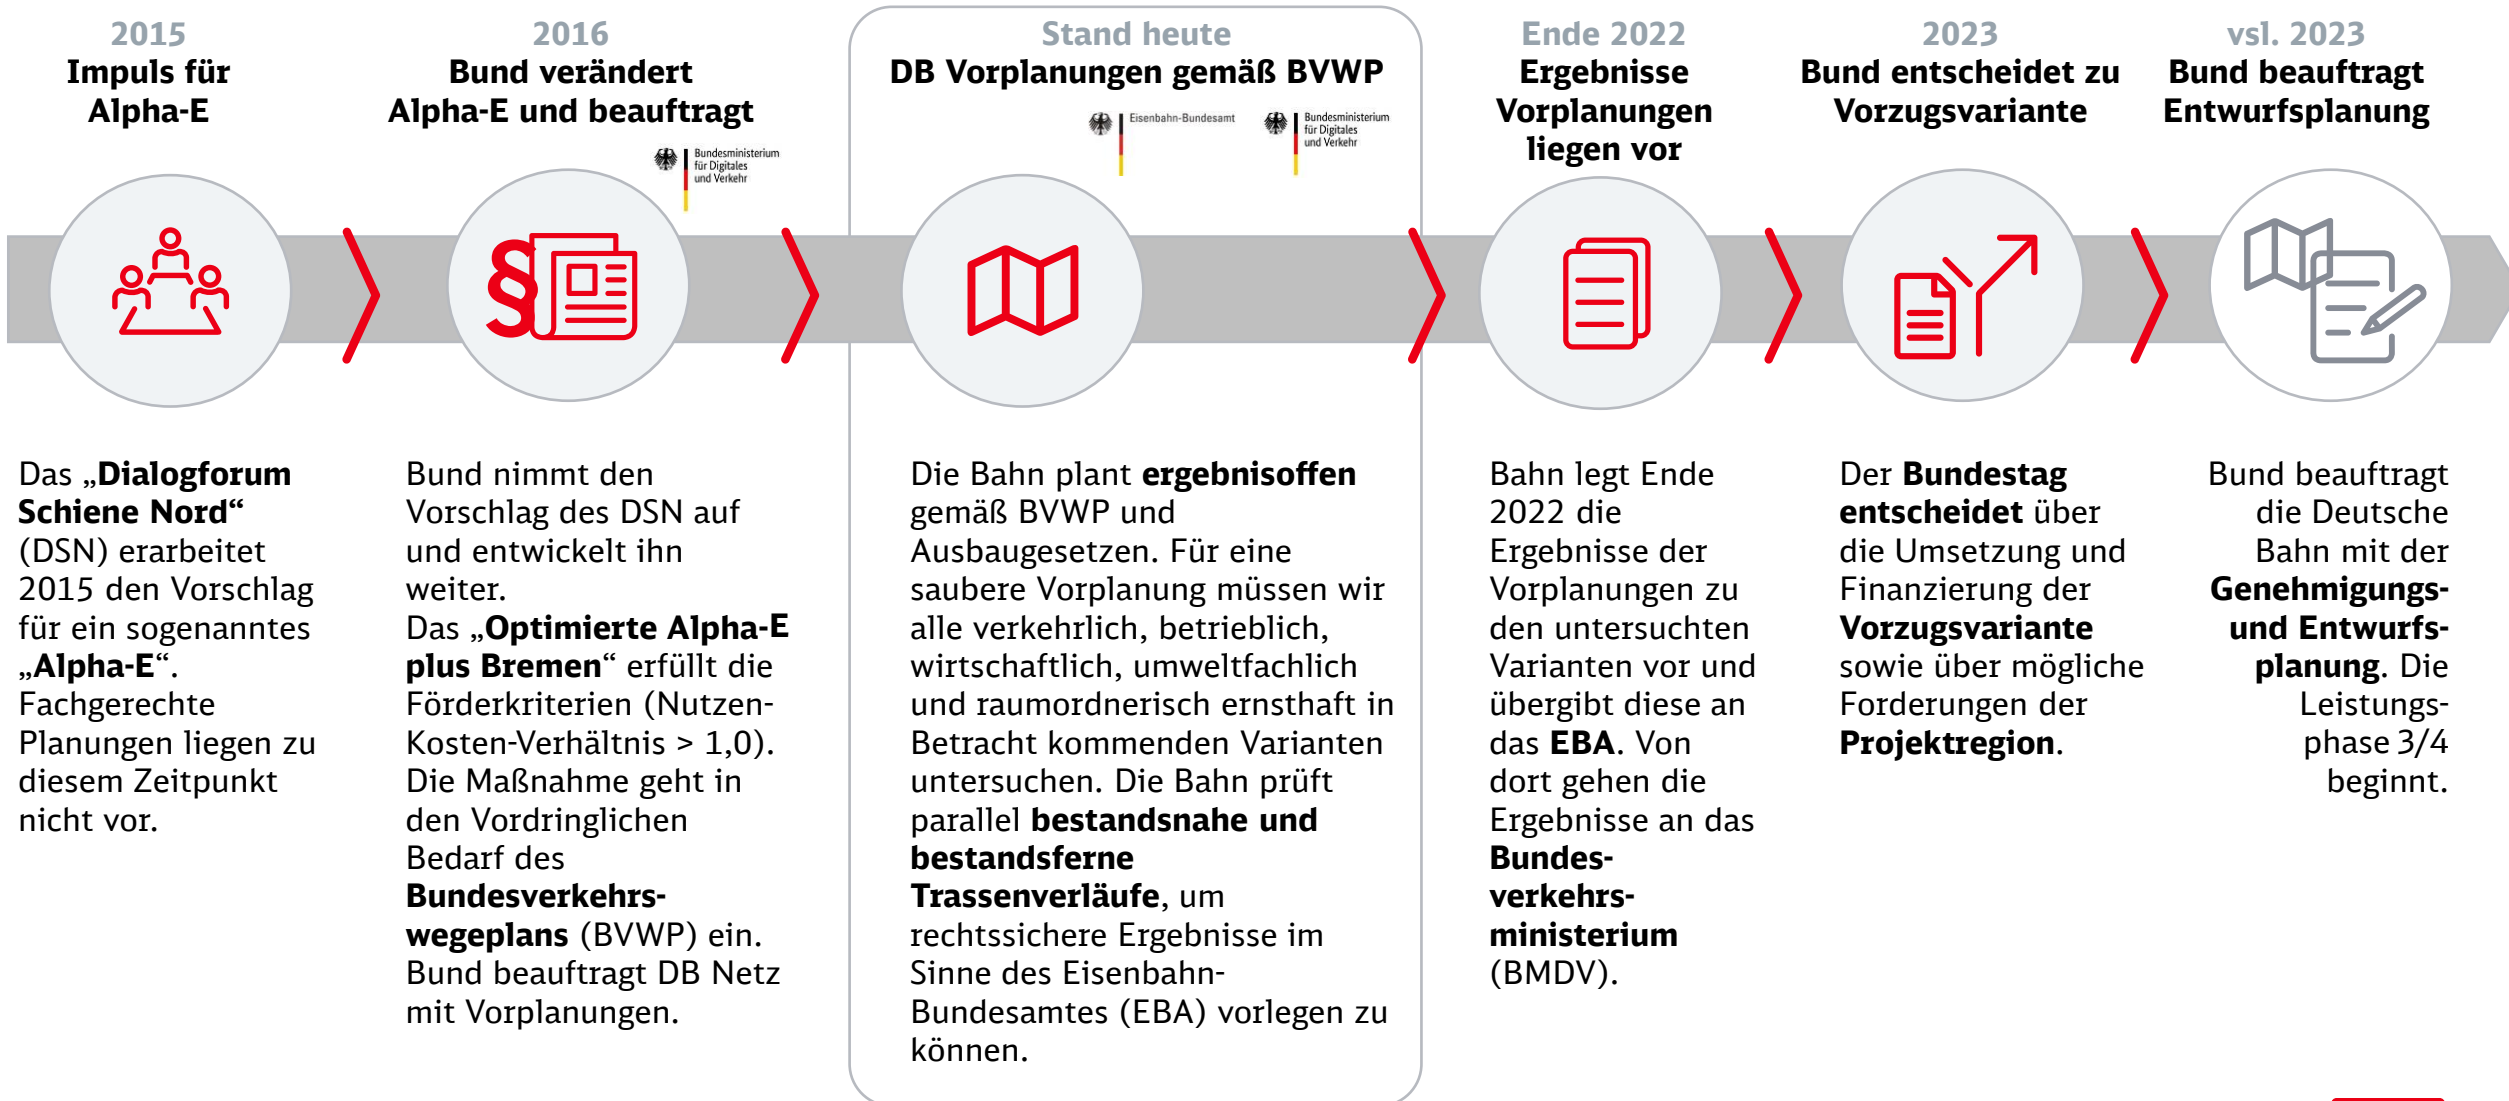 2015
Impuls für
Alpha-E
Das „Dialogforum
Schiene Nord“
(DSN) erarbeitet
2015 den Vorschlag
für ein sogenanntes
„Alpha-E“.
Fachgerechte
Planungen liegen zu
diesem Zeitpunkt
nicht vor.
2016
Bund verändert
Alpha-E und beauftragt
Bundesministerium
für Digitales
und Verkehr
§
Bund nimmt den
Vorschlag des DSN auf
und entwickelt ihn
weiter.
Das „Optimierte Alpha-E
plus Bremen“ erfüllt die
Förderkriterien (Nutzen-
Kosten-Verhältnis > 1,0).
Die Maßnahme geht in
den Vordringlichen
Bedarf des
Bundesverkehrs-
wegeplans (BVWP) ein.
Bund beauftragt DB Netz
mit Vorplanungen.
Stand heute
DB Vorplanungen gemäß BVWP
Eisenbahn-Bundesamt
Bundesministerium
für Digitales
und Verkehr
Die Bahn plant ergebnisoffen
gemäß BVWP und
Ausbaugesetzen. Für eine
saubere Vorplanung müssen wir
alle verkehrlich, betrieblich,
wirtschaftlich, umweltfachlich
und raumordnerisch ernsthaft in
Betracht kommenden Varianten
untersuchen. Die Bahn prüft
parallel bestandsnahe und
bestandsferne
Trassenverläufe, um
rechtssichere Ergebnisse im
Sinne des Eisenbahn-
Bundesamtes (EBA) vorlegen zu
können.
Ende 2022
Ergebnisse
Vorplanungen
liegen vor
Bahn legt Ende
2022 die
Ergebnisse der
Vorplanungen zu
den untersuchten
Varianten vor und
übergibt diese an
das EBA. Von
dort gehen die
Ergebnisse an das
Bundes-
verkehrs-
ministerium
(BMDV).
2023
Bund entscheidet zu
Vorzugsvariante
Der Bundestag
entscheidet über
die Umsetzung und
Finanzierung der
Vorzugsvariante
sowie über mögliche
Forderungen der
Projektregion.
vsl. 2023
Bund beauftragt
Entwurfsplanung
Bund beauftragt
die Deutsche
Bahn mit der
Genehmigungs-
und Entwurfs-
planung. Die
Leistungs-
phase 3/4
beginnt.